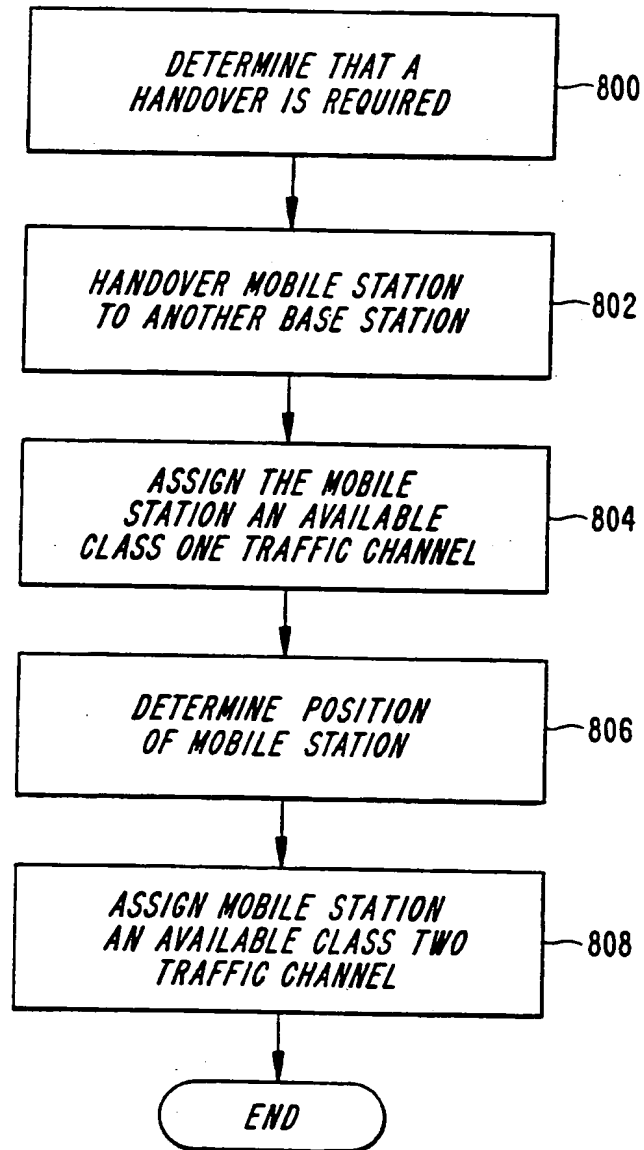 DETERMINE THAT A
HANDOVER IS REQUIRED
800
HANDOVER MOBILE STATION
TO ANOTHER BASE STATION
802
ASSIGN THE MOBILE
STATION AN AVAILABLE
CLASS ONE TRAFFIC CHANNEL
804
DETERMINE POSITION
OF MOBILE STATION
806
ASSIGN MOBILE STATION
AN AVAILABLE CLASS TWO
TRAFFIC CHANNEL
808
END